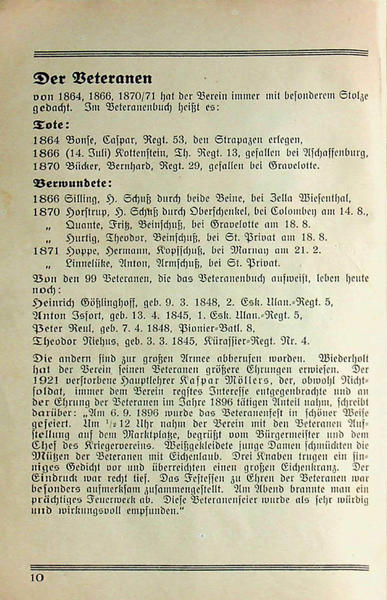 Der Veteranen
von 1864, 1866, 1870/71 hat der Verein immer mit besonderem Stolze
gedacht. Im Veteranenbuch heißt es:
Tote:
1864 Bonse, Caspar, Regt. 53, den Strapazen erlegen,
1866 (14. Juli) Kottenstein, Th. Regt. 13, gefallen bei Aschaffenburg,
1870 Bücker, Bernhard, Regt. 29, gefallen bei Gravelotte.
Verwundete:
1866 Silling, H. Schuß durch beide Beine, bei Zella Wiesenthal,
1870 Horstrup, H. Schuß durch Oberschenkel, bei Colombey am 14. 8.,
„ Quante, Fritz, Beinschuß, bei Gravelotte am 18. 8.
„ Hurtig, Theodor, Beinschuß, bei St. Privat am 18. 8.
1871 Hoppe, Hermann, Kopfschuß, bei Marnay am 21. 2.
„ Linnelüke, Anton, Armschuß, bei St. Privat.
Von den 99 Veteranen, die das Veteranenbuch aufweist, leben heute
noch:
Heinrich Gößlinghoff, geb. 9. 3. 1848, 2. Esk. Ulan.-Regt. 5,
Anton Isfort, geb. 13. 4. 1845, 1. Esk. Ulan.-Regt. 5,
Peter Reul, geb. 7. 4. 1848, Pionier-Batl. 8,
Theodor Niehus, geb. 3. 3. 1845, Kürassier-Regt. Nr. 4.
Die andern sind zur großen Armee abberufen worden. Wiederholt
hat der Verein seinen Veteranen größere Ehrungen erwiesen. Der
1921 verstorbene Hauptlehrer Kaspar Möllers, der, obwohl Nicht-
soldat, immer dem Verein regstes Interesse entgegenbrachte und an
der Ehrung der Veteranen im Jahre 1896 tätigen Anteil nahm, schreibt
darüber: „Am 6. 9. 1896 wurde das Veteranenfest in schöner Weise
gefeiert. Um ½12 Uhr nahm der Verein mit den Veteranen Auf-
stellung auf dem Marktplatze, begrüßt vom Bürgermeister und dem
Chef des Kriegervereins. Weißgekleidete junge Damen schmückten die
Mützen der Veteranen mit Eichenlaub. Drei Knaben trugen ein sin-
niges Gedicht vor und überreichten einen großen Eichenkranz. Der
Eindruck war recht tief. Das Festessen zu Ehren der Veteranen war
besonders aufmerksam zusammengestellt. Am Abend brannte man ein
prächtiges Feuerwerk ab. Diese Veteranenfeier wurde als sehr würdig
und wirkungsvoll empfunden.“
10